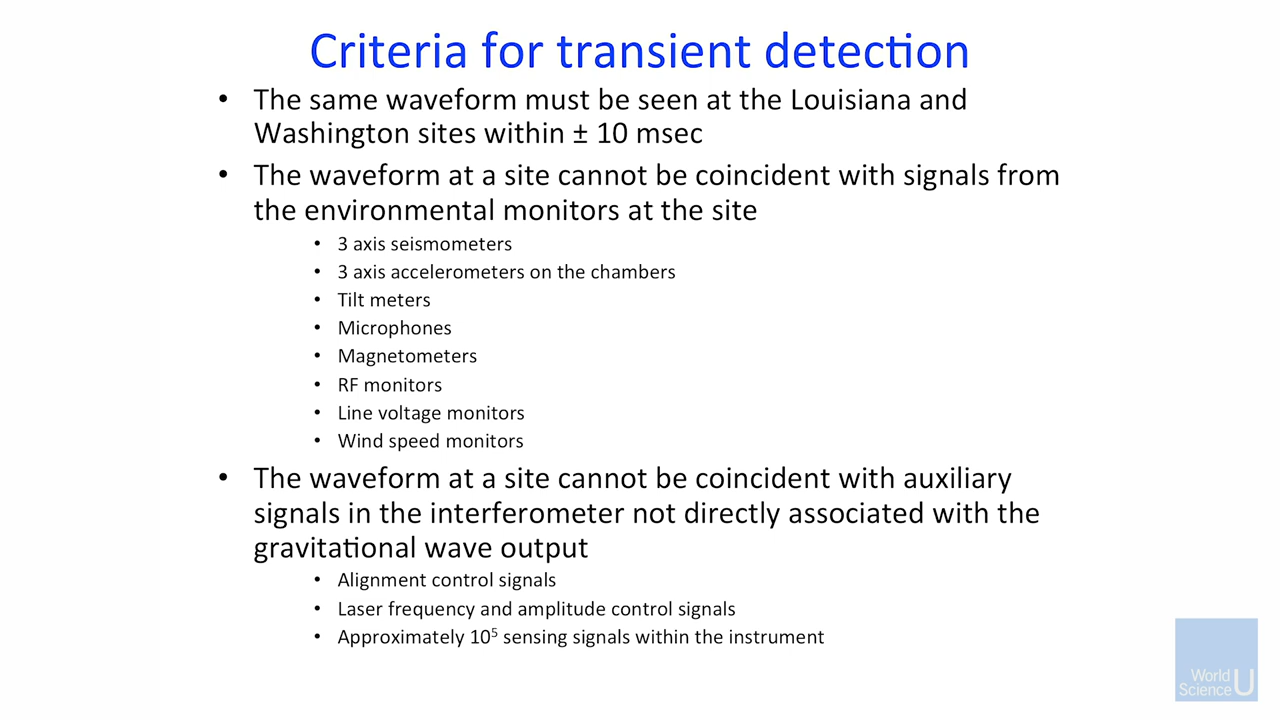 Criteria for transient detection
• The same waveform must be seen at the Louisiana and
Washington sites within ± 10 msec
• The waveform at a site cannot be coincident with signals from
the environmental monitors at the site
• 3 axis seismometers
• 3 axis accelerometers on the chambers
• Tilt meters
• Microphones
• Magnetometers
• RF monitors
• Line voltage monitors
• Wind speed monitors
• The waveform at a site cannot be coincident with auxiliary
signals in the interferometer not directly associated with the
gravitational wave output
• Alignment control signals
• Laser frequency and amplitude control signals
• Approximately 10⁵ sensing signals within the instrument
World
Science U